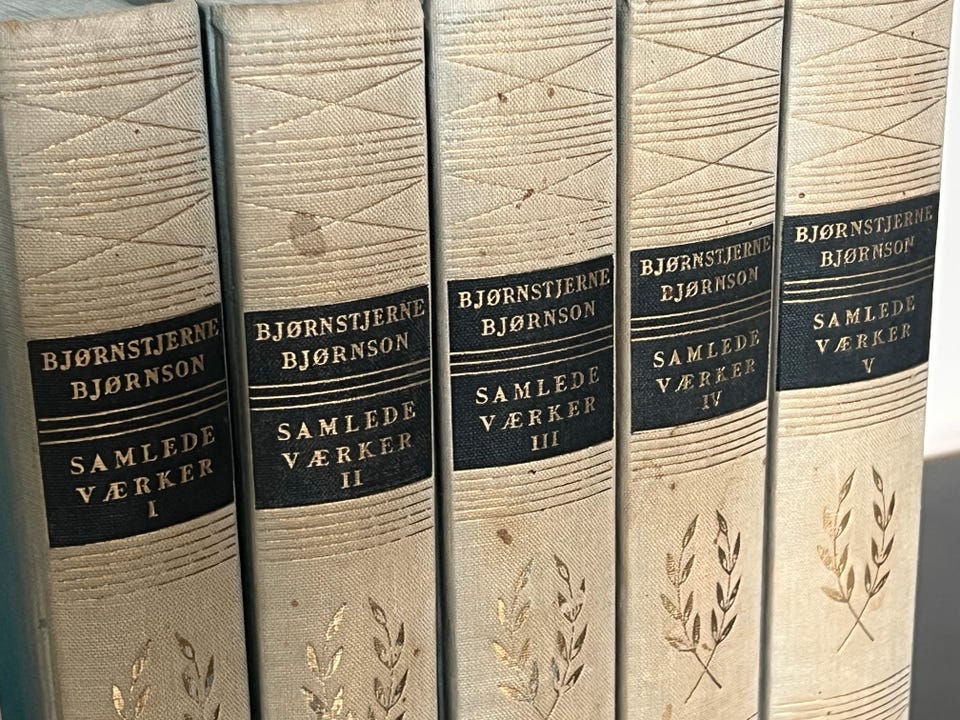 BJØRNSTJERNE
BJØRNSON
SAMLEDE
VÆRKER
I
BJØRNSTJERNE
BJØRNSON
SAMLEDE
VÆRKER
II
BJØRNSTJERNE
BJØRNSON
SAMLEDE
VÆRKER
III
BJØRNSTJERNE
BJØRNSON
SAMLEDE
VÆRKER
IV
BJØRNSTJERNE
BJØRNSON
SAMLEDE
VÆRKER
V